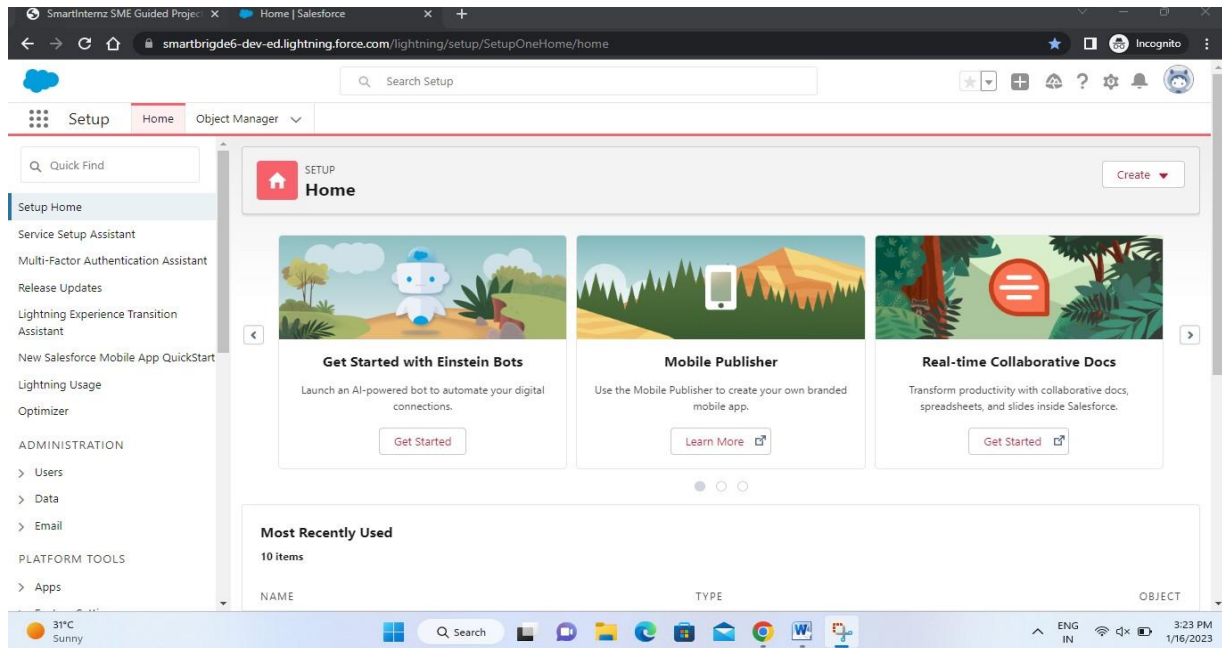 SmartInternz SME Guided Project
Home | Salesforce
smartbrigde6-dev-ed.lightning.force.com/lightning/setup/SetupOneHome/home
Incognito
Search Setup
Setup
Home
Object Manager
Quick Find
Setup Home
Service Setup Assistant
Multi-Factor Authentication Assistant
Release Updates
Lightning Experience Transition
Assistant
New Salesforce Mobile App QuickStart
Lightning Usage
Optimizer
ADMINISTRATION
Users
Data
Email
PLATFORM TOOLS
Apps
SETUP
Home
Create
Get Started with Einstein Bots
Launch an AI-powered bot to automate your digital
connections.
Get Started
Mobile Publisher
Use the Mobile Publisher to create your own branded
mobile app.
Learn More
Real-time Collaborative Docs
Transform productivity with collaborative docs,
spreadsheets, and slides inside Salesforce.
Get Started
Most Recently Used
10 items
NAME
TYPE
OBJECT
31°C
Sunny
Search
ENG
IN
3:23 PM
1/16/2023